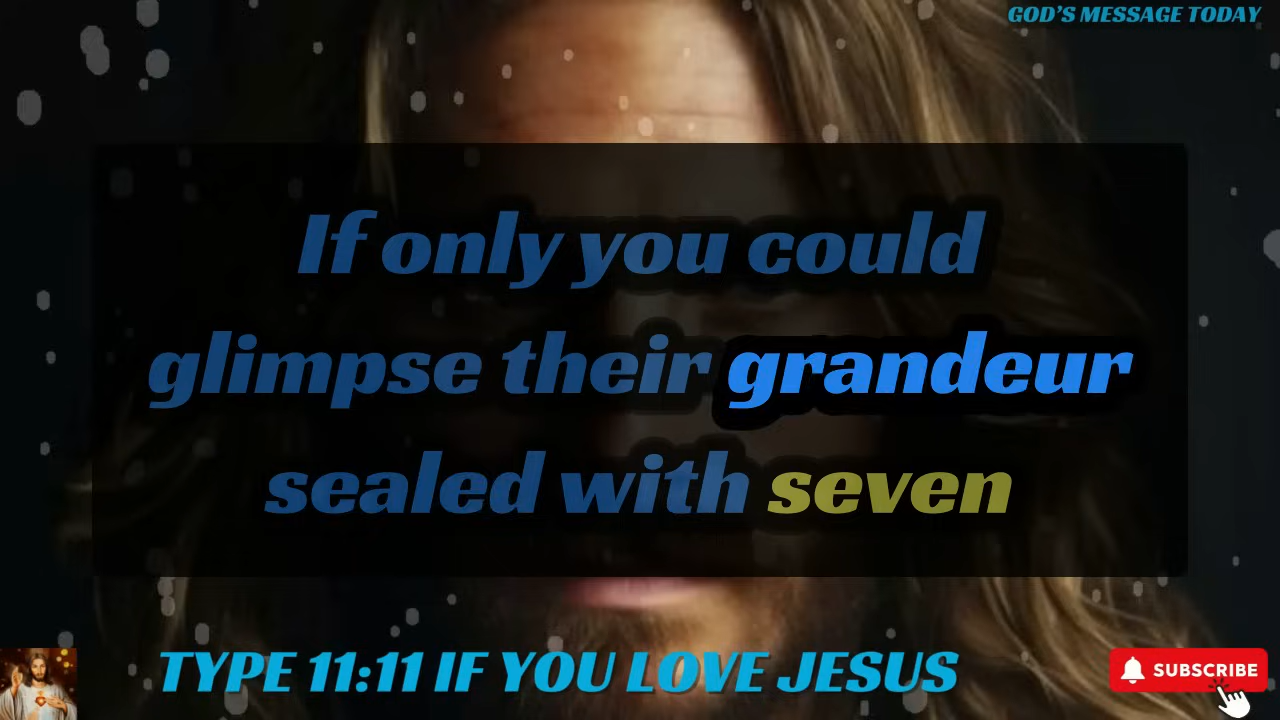 GOD'S MESSAGE TODAY
If only you could
glimpse their grandeur
sealed with seven
TYPE 11:11 IF YOU LOVE JESUS
SUBSCRIBE